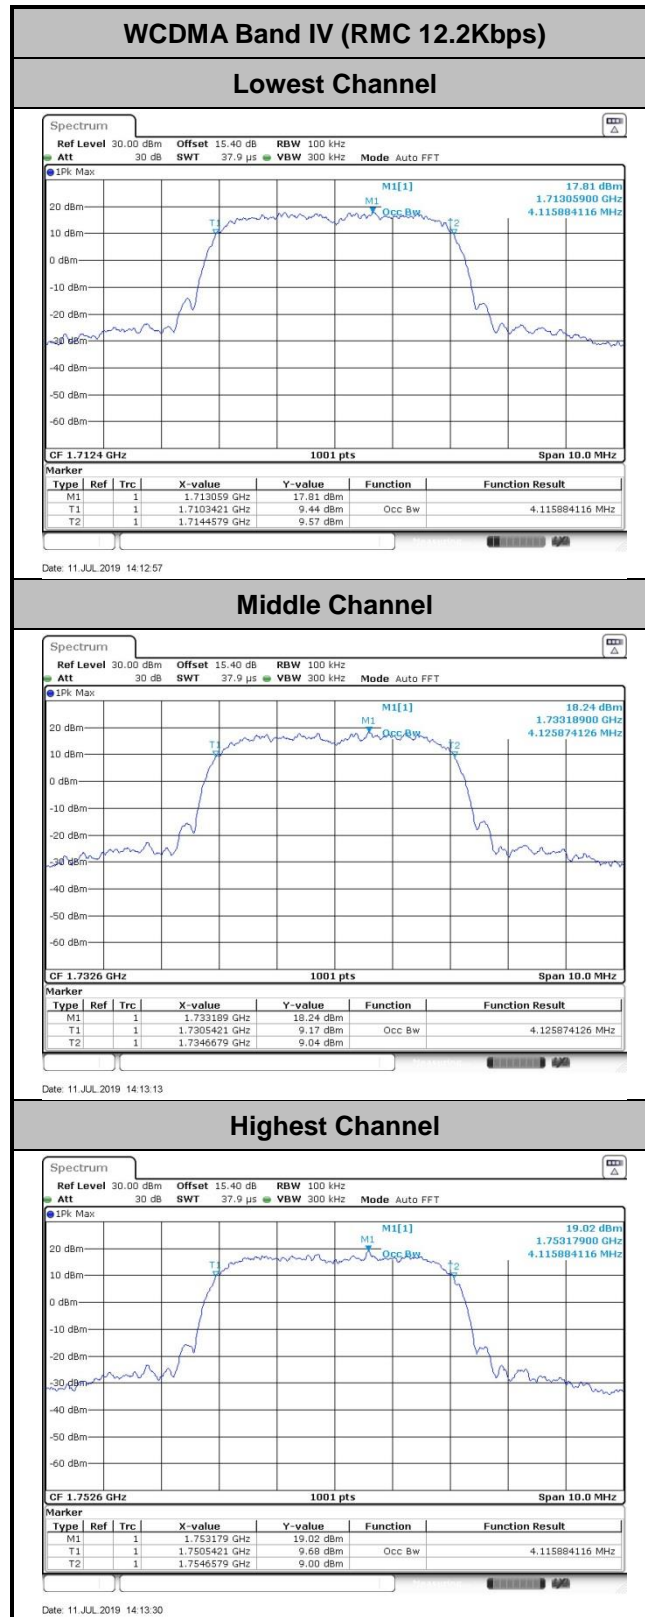 WCDMA Band IV (RMC 12.2Kbps)
Lowest Channel
Spectrum
Ref Level 30.00 dBm Offset 15.40 dB RBW 100 kHz
Att 30 dB SWT 37.9 µs VBW 300 kHz Mode Auto FFT
1Pk Max
M1[1] 17.81 dBm
1.71305900 GHz
M1
Occ Bw 4.115884116 MHz
20 dBm
T1
T2
10 dBm
0 dBm
-10 dBm
-20 dBm
-30 dBm
-40 dBm
-50 dBm
-60 dBm
CF 1.7124 GHz 1001 pts Span 10.0 MHz
Marker
Type Ref Trc X-value Y-value Function Function Result
M1 1 1.713059 GHz 17.81 dBm
T1 1 1.7103421 GHz 9.44 dBm Occ Bw 4.115884116 MHz
T2 1 1.7144579 GHz 9.57 dBm
Date: 11.JUL.2019 14:12:57
Middle Channel
Spectrum
Ref Level 30.00 dBm Offset 15.40 dB RBW 100 kHz
Att 30 dB SWT 37.9 µs VBW 300 kHz Mode Auto FFT
1Pk Max
M1[1] 18.24 dBm
1.73318900 GHz
M1
Occ Bw 4.125874126 MHz
20 dBm
T1
T2
10 dBm
0 dBm
-10 dBm
-20 dBm
-30 dBm
-40 dBm
-50 dBm
-60 dBm
CF 1.7326 GHz 1001 pts Span 10.0 MHz
Marker
Type Ref Trc X-value Y-value Function Function Result
M1 1 1.733189 GHz 18.24 dBm
T1 1 1.7305421 GHz 9.17 dBm Occ Bw 4.125874126 MHz
T2 1 1.7346679 GHz 9.04 dBm
Date: 11.JUL.2019 14:13:13
Highest Channel
Spectrum
Ref Level 30.00 dBm Offset 15.40 dB RBW 100 kHz
Att 30 dB SWT 37.9 µs VBW 300 kHz Mode Auto FFT
1Pk Max
M1[1] 19.02 dBm
1.75317900 GHz
M1
Occ Bw 4.115884116 MHz
20 dBm
T1
T2
10 dBm
0 dBm
-10 dBm
-20 dBm
-30 dBm
-40 dBm
-50 dBm
-60 dBm
CF 1.7526 GHz 1001 pts Span 10.0 MHz
Marker
Type Ref Trc X-value Y-value Function Function Result
M1 1 1.753179 GHz 19.02 dBm
T1 1 1.7505421 GHz 9.68 dBm Occ Bw 4.115884116 MHz
T2 1 1.7546579 GHz 9.00 dBm
Date: 11.JUL.2019 14:13:30